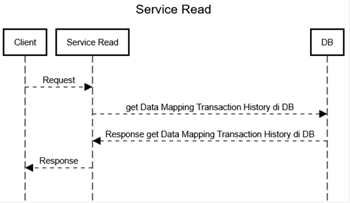 Service Read
Client
Service Read
DB
Request
get Data Mapping Transaction History di DB
Response get Data Mapping Transaction History di DB
Response